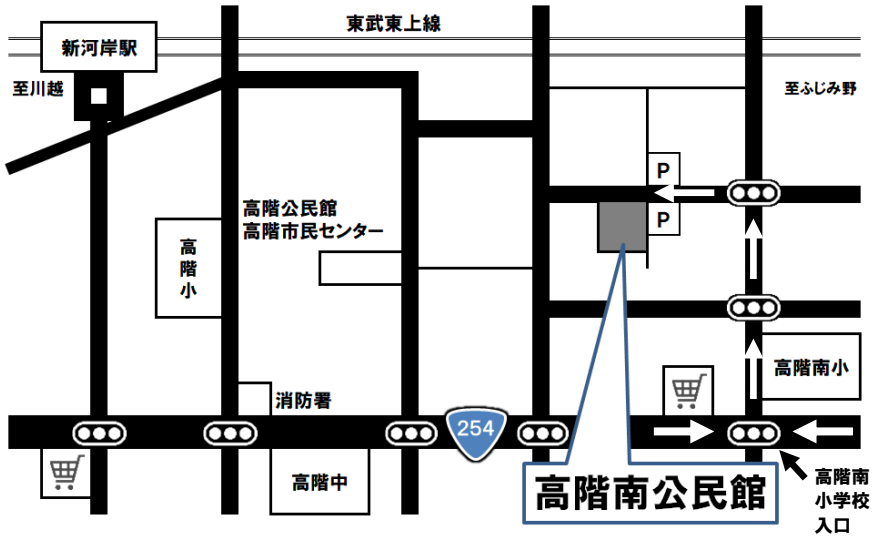 東武東上線
新河岸駅
至川越
至ふじみ野
P
高階公民館
高階市民センター
P
高
階
小
高階南小
消防署
254
高階中
高階南公民館
高階南
小学校
入口